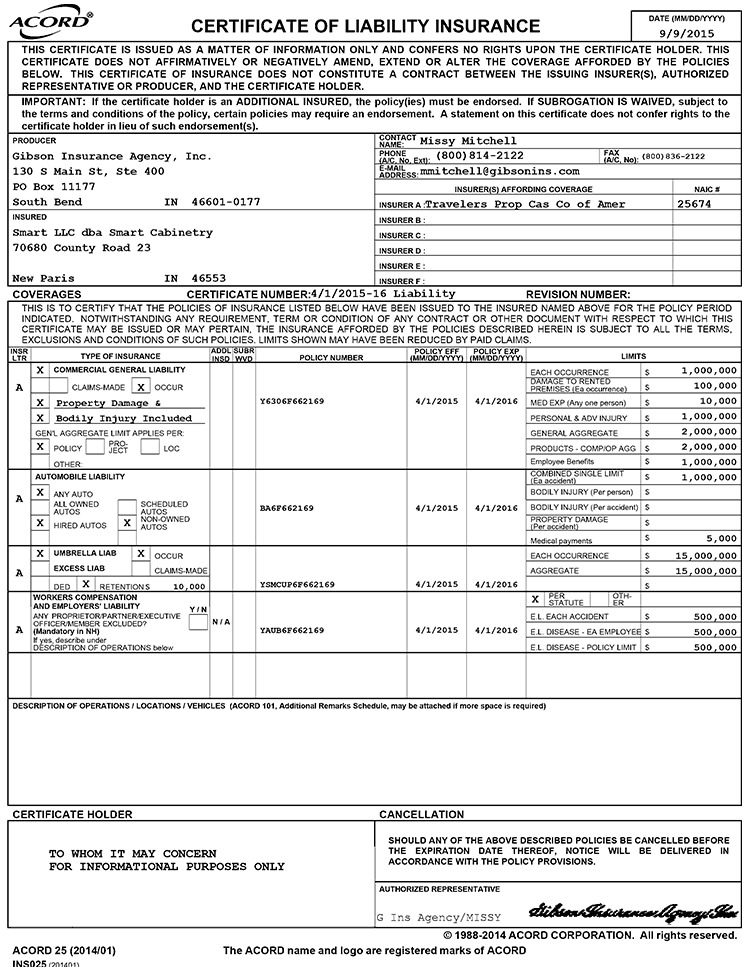 ACORD®
CERTIFICATE OF LIABILITY INSURANCE
DATE (MM/DD/YYYY)
9/9/2015
THIS CERTIFICATE IS ISSUED AS A MATTER OF INFORMATION ONLY AND CONFERS NO RIGHTS UPON THE CERTIFICATE HOLDER. THIS
CERTIFICATE DOES NOT AFFIRMATIVELY OR NEGATIVELY AMEND, EXTEND OR ALTER THE COVERAGE AFFORDED BY THE POLICIES
BELOW. THIS CERTIFICATE OF INSURANCE DOES NOT CONSTITUTE A CONTRACT BETWEEN THE ISSUING INSURER(S), AUTHORIZED
REPRESENTATIVE OR PRODUCER, AND THE CERTIFICATE HOLDER.
IMPORTANT: If the certificate holder is an ADDITIONAL INSURED, the policy(ies) must be endorsed. If SUBROGATION IS WAIVED, subject to
the terms and conditions of the policy, certain policies may require an endorsement. A statement on this certificate does not confer rights to the
certificate holder in lieu of such endorsement(s).
PRODUCER
Gibson Insurance Agency, Inc.
130 S Main St, Ste 400
PO Box 11177
South Bend IN 46601-0177
CONTACT NAME: Missy Mitchell
PHONE (A/C, No, Ext): (800)814-2122 FAX (A/C, No): (800)836-2122
E-MAIL ADDRESS: mmitchell@gibsonins.com
INSURER(S) AFFORDING COVERAGE NAIC #
INSURER A :Travelers Prop Cas Co of Amer 25674
INSURED
Smart LLC dba Smart Cabinetry
70680 County Road 23
New Paris IN 46553
INSURER B :
INSURER C :
INSURER D :
INSURER E :
INSURER F :
COVERAGES CERTIFICATE NUMBER:4/1/2015-16 Liability REVISION NUMBER:
THIS IS TO CERTIFY THAT THE POLICIES OF INSURANCE LISTED BELOW HAVE BEEN ISSUED TO THE INSURED NAMED ABOVE FOR THE POLICY PERIOD
INDICATED. NOTWITHSTANDING ANY REQUIREMENT, TERM OR CONDITION OF ANY CONTRACT OR OTHER DOCUMENT WITH RESPECT TO WHICH THIS
CERTIFICATE MAY BE ISSUED OR MAY PERTAIN, THE INSURANCE AFFORDED BY THE POLICIES DESCRIBED HEREIN IS SUBJECT TO ALL THE TERMS,
EXCLUSIONS AND CONDITIONS OF SUCH POLICIES. LIMITS SHOWN MAY HAVE BEEN REDUCED BY PAID CLAIMS.
INSR LTR TYPE OF INSURANCE ADDL INSD SUBR WVD POLICY NUMBER POLICY EFF (MM/DD/YYYY) POLICY EXP (MM/DD/YYYY) LIMITS
X COMMERCIAL GENERAL LIABILITY EACH OCCURRENCE $ 1,000,000
A CLAIMS-MADE X OCCUR DAMAGE TO RENTED PREMISES (Ea occurrence) $ 100,000
X Property Damage & Y6306F662169 4/1/2015 4/1/2016 MED EXP (Any one person) $ 10,000
X Bodily Injury Included PERSONAL & ADV INJURY $ 1,000,000
GEN'L AGGREGATE LIMIT APPLIES PER: GENERAL AGGREGATE $ 2,000,000
X POLICY PRO-JECT LOC PRODUCTS - COMP/OP AGG $ 2,000,000
OTHER: Employee Benefits $ 1,000,000
AUTOMOBILE LIABILITY COMBINED SINGLE LIMIT (Ea accident) $ 1,000,000
A X ANY AUTO BODILY INJURY (Per person) $
ALL OWNED AUTOS SCHEDULED AUTOS BA6F662169 4/1/2015 4/1/2016 BODILY INJURY (Per accident) $
X HIRED AUTOS X NON-OWNED AUTOS PROPERTY DAMAGE (Per accident) $
Medical payments $ 5,000
X UMBRELLA LIAB X OCCUR EACH OCCURRENCE $ 15,000,000
A EXCESS LIAB CLAIMS-MADE AGGREGATE $ 15,000,000
DED X RETENTION $ 10,000 YSMCUP6F662169 4/1/2015 4/1/2016 $
WORKERS COMPENSATION X PER STATUTE OTH-ER
AND EMPLOYERS' LIABILITY Y / N
A ANY PROPRIETOR/PARTNER/EXECUTIVE OFFICER/MEMBER EXCLUDED? N / A E.L. EACH ACCIDENT $ 500,000
(Mandatory in NH) YAUB6F662169 4/1/2015 4/1/2016 E.L. DISEASE - EA EMPLOYEE $ 500,000
If yes, describe under
DESCRIPTION OF OPERATIONS below E.L. DISEASE - POLICY LIMIT $ 500,000
DESCRIPTION OF OPERATIONS / LOCATIONS / VEHICLES (ACORD 101, Additional Remarks Schedule, may be attached if more space is required)
CERTIFICATE HOLDER
TO WHOM IT MAY CONCERN
FOR INFORMATIONAL PURPOSES ONLY
CANCELLATION
SHOULD ANY OF THE ABOVE DESCRIBED POLICIES BE CANCELLED BEFORE
THE EXPIRATION DATE THEREOF, NOTICE WILL BE DELIVERED IN
ACCORDANCE WITH THE POLICY PROVISIONS.
AUTHORIZED REPRESENTATIVE
G Ins Agency/MISSY Gibson Insurance Agency, Inc
© 1988-2014 ACORD CORPORATION. All rights reserved.
ACORD 25 (2014/01) The ACORD name and logo are registered marks of ACORD
INS025 (201401)